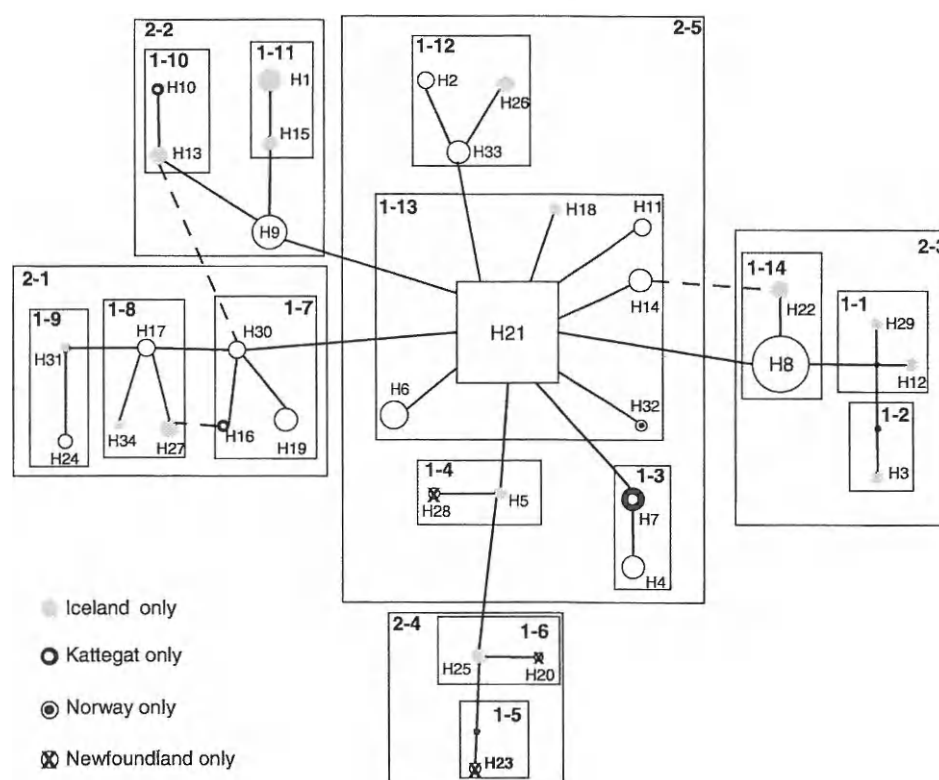 2-2
2-5
1-10
1-11
1-12
H10
H1
H2
H26
H15
H13
H33
1-13
H18
H11
H9
2-3
1-14
2-1
H14
1-1
1-9
1-8
1-7
H17
H30
H22
H29
H31
H21
H8
H12
H6
1-2
H32
H34
H27
H16
H19
H24
1-4
1-3
H3
H28
H5
H7
H4
Iceland only
2-4
1-6
Kattegat only
H25
H20
1-5
Norway only
Newfoundland only
H23